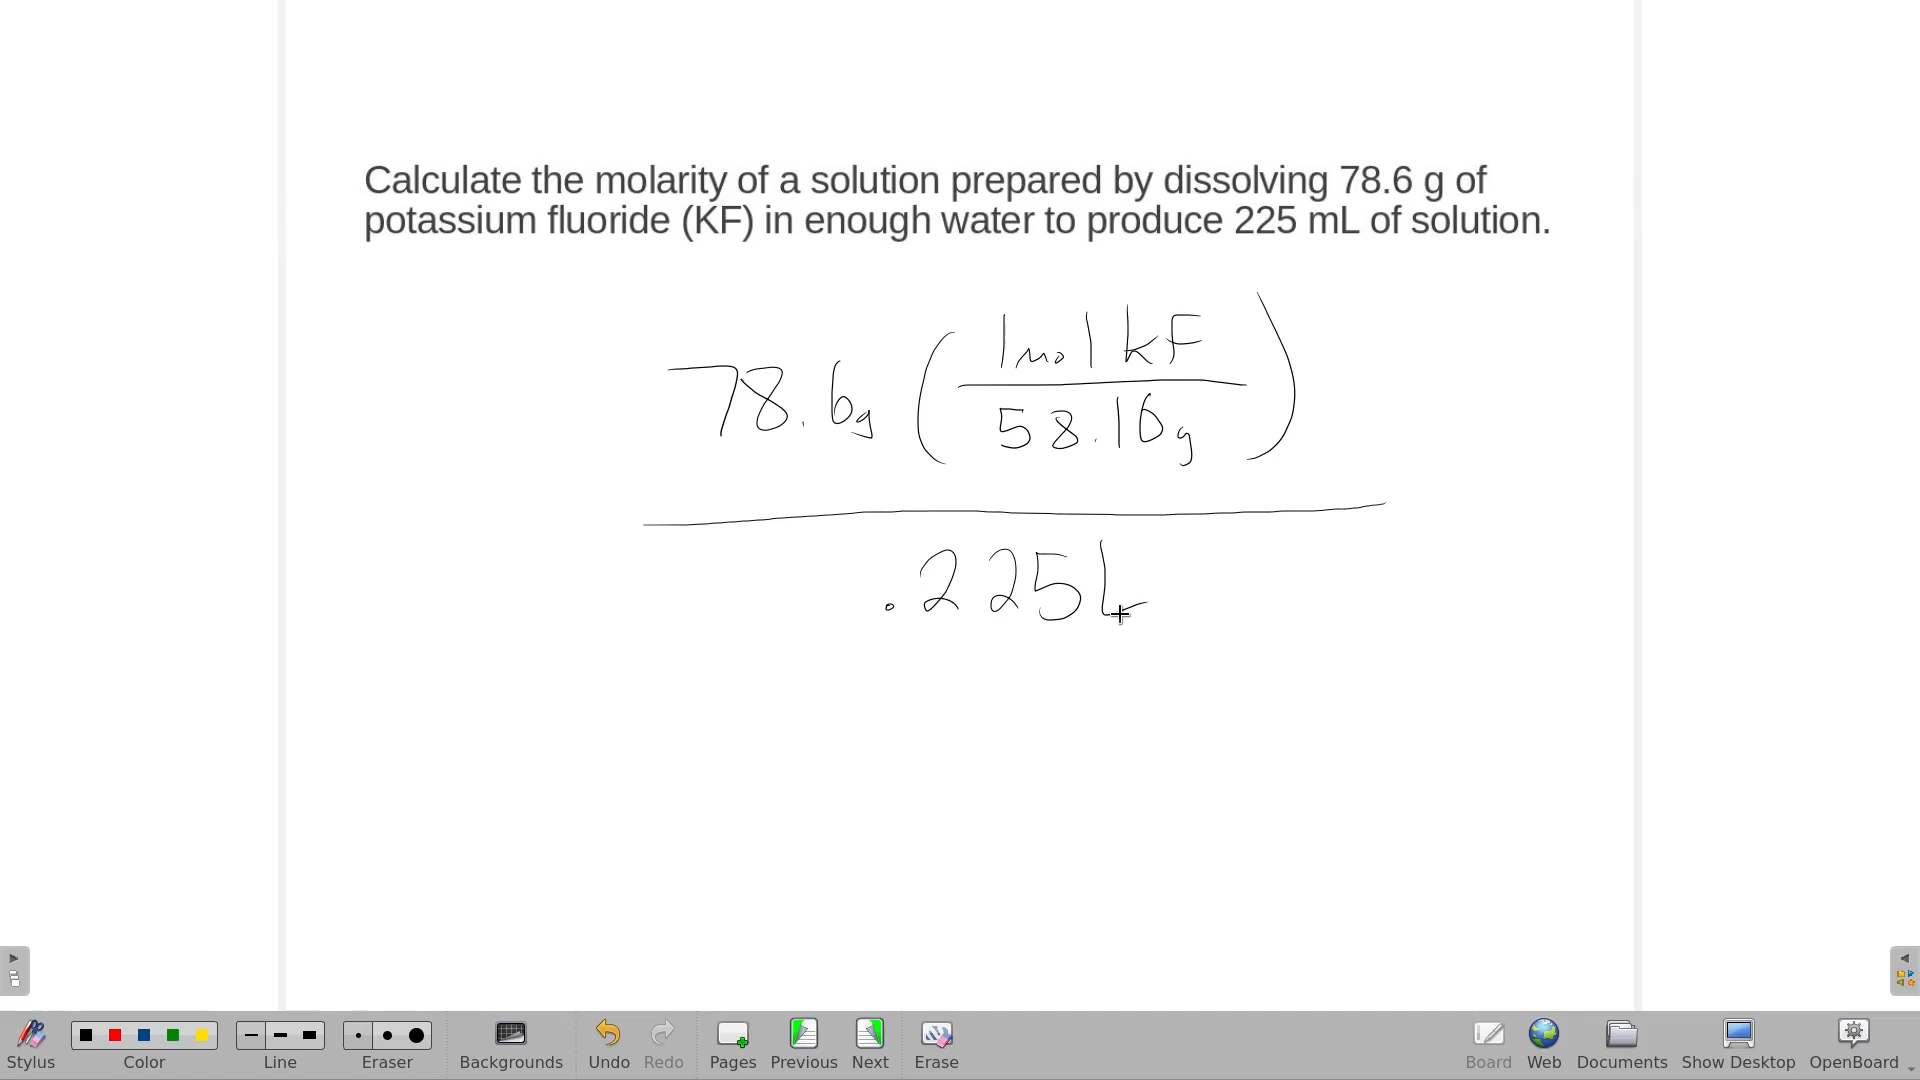 Calculate the molarity of a solution prepared by dissolving 78.6 g of
potassium fluoride (KF) in enough water to produce 225 mL of solution.
1 mol KF
78.6g ( )
58.10g
.225L
Stylus Color Line Eraser Backgrounds Undo Redo Pages Previous Next Erase Board Web Documents Show Desktop OpenBoard